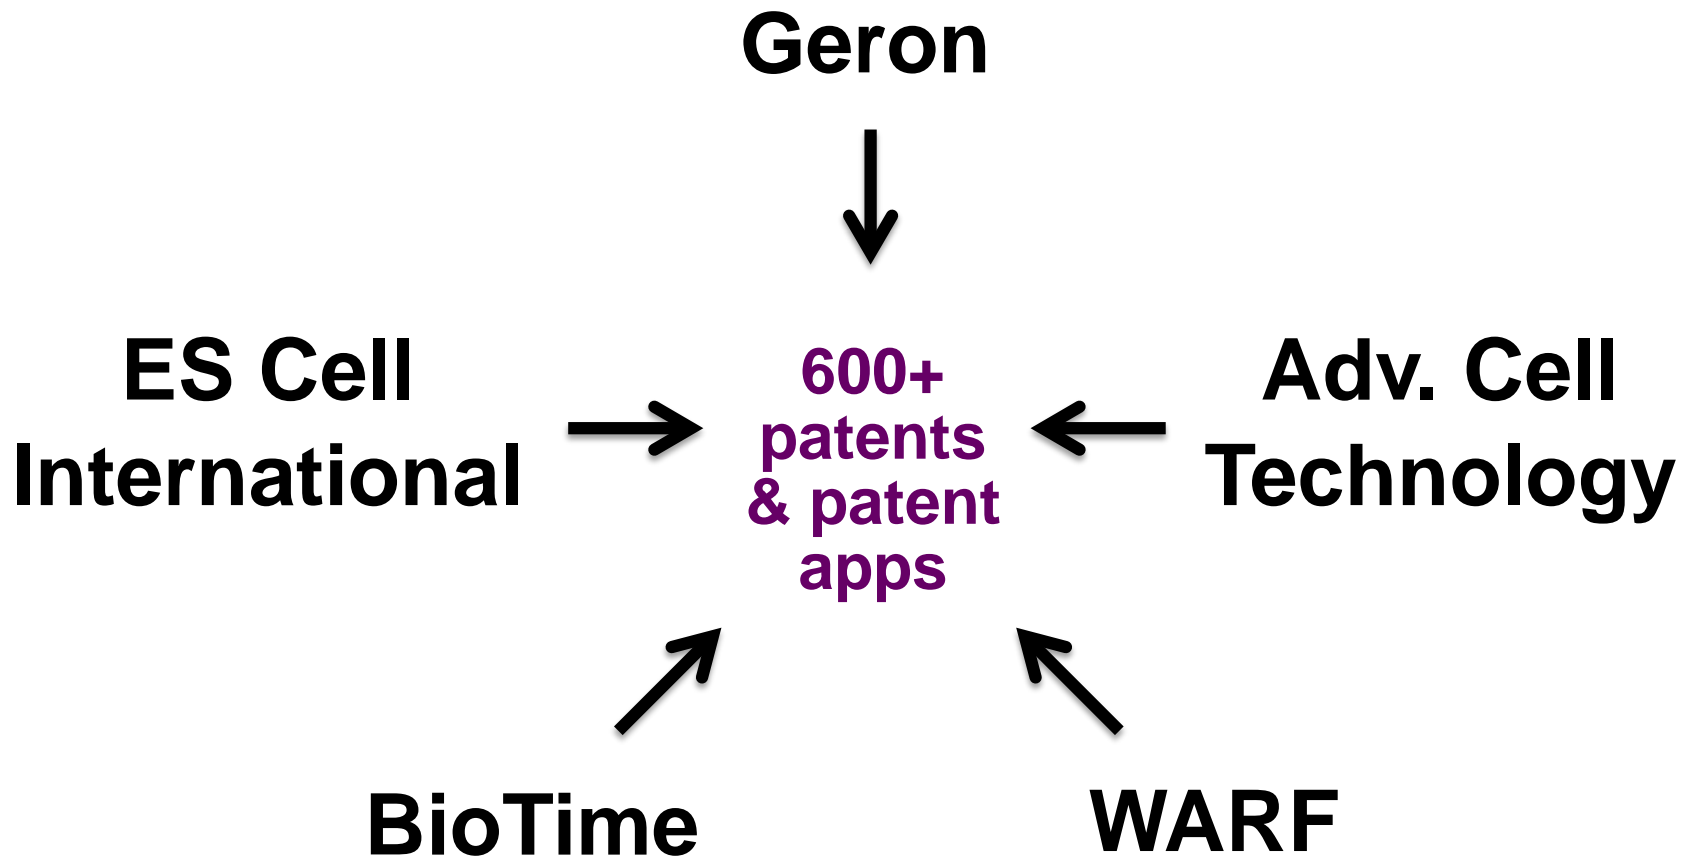 Geron
ES Cell
International
600+
patents
& patent
apps
Adv. Cell
Technology
BioTime
WARF